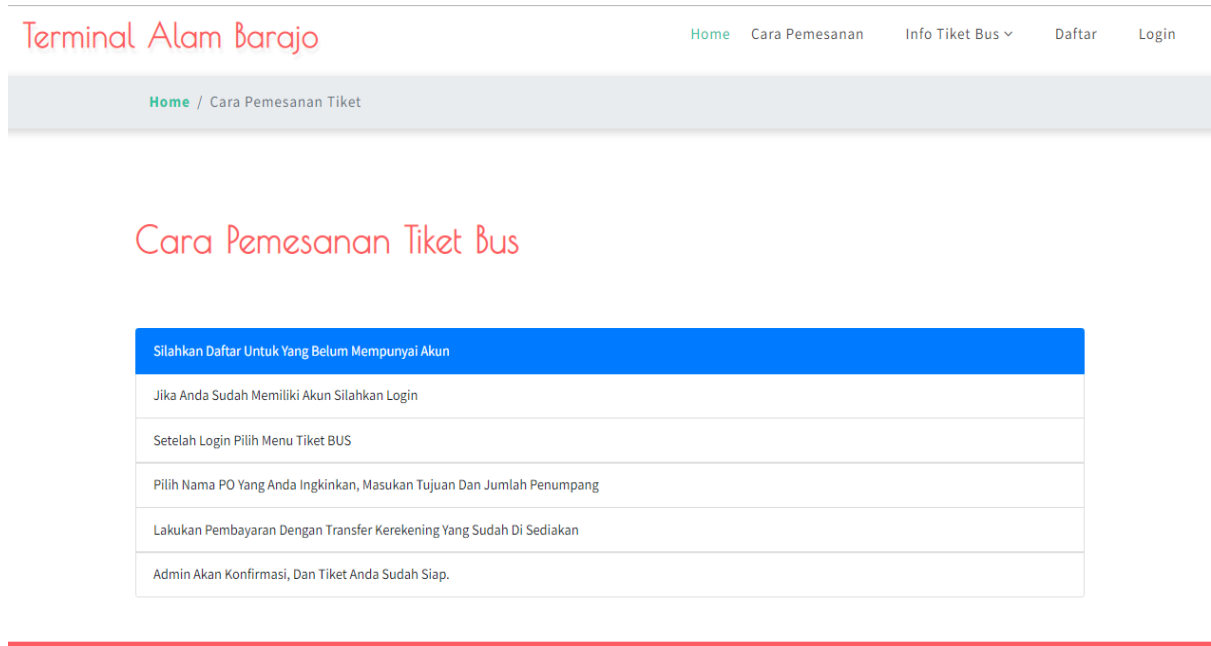 Terminal Alam Barajo
Home Cara Pemesanan Info Tiket Bus Daftar Login
Home / Cara Pemesanan Tiket
Cara Pemesanan Tiket Bus
Silahkan Daftar Untuk Yang Belum Mempunyai Akun
Jika Anda Sudah Memiliki Akun Silahkan Login
Setelah Login Pilih Menu Tiket BUS
Pilih Nama PO Yang Anda Ingkinkan, Masukan Tujuan Dan Jumlah Penumpang
Lakukan Pembayaran Dengan Transfer Kerekening Yang Sudah Di Sediakan
Admin Akan Konfirmasi, Dan Tiket Anda Sudah Siap.